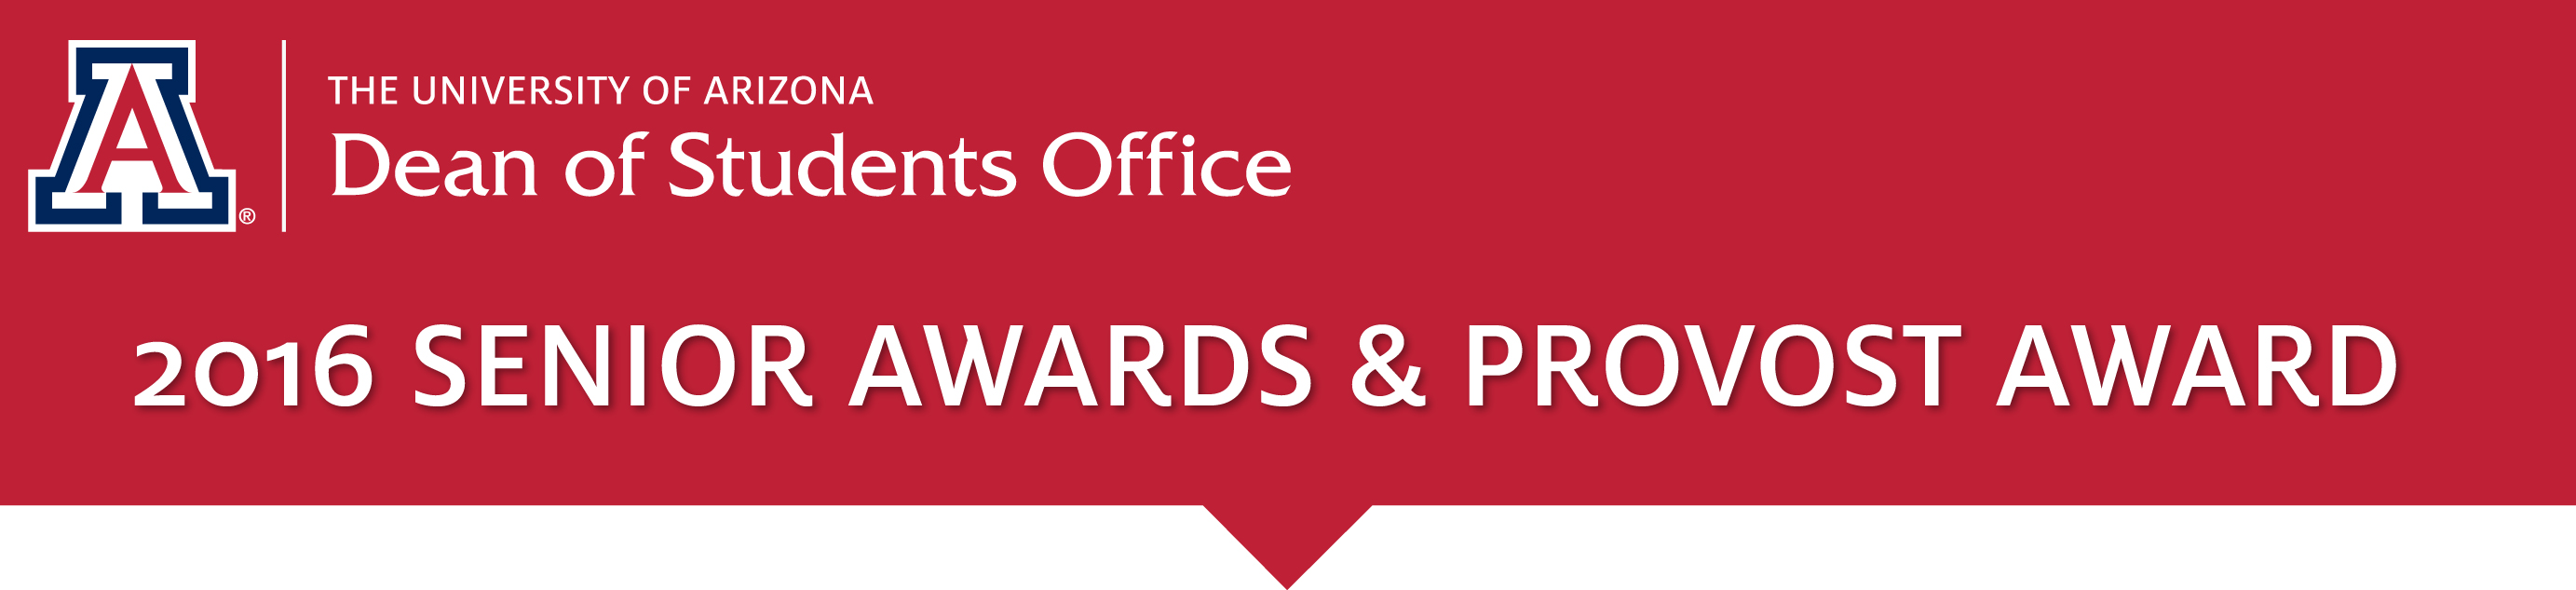 A®
THE UNIVERSITY OF ARIZONA
Dean of Students Office
2016 SENIOR AWARDS & PROVOST AWARD